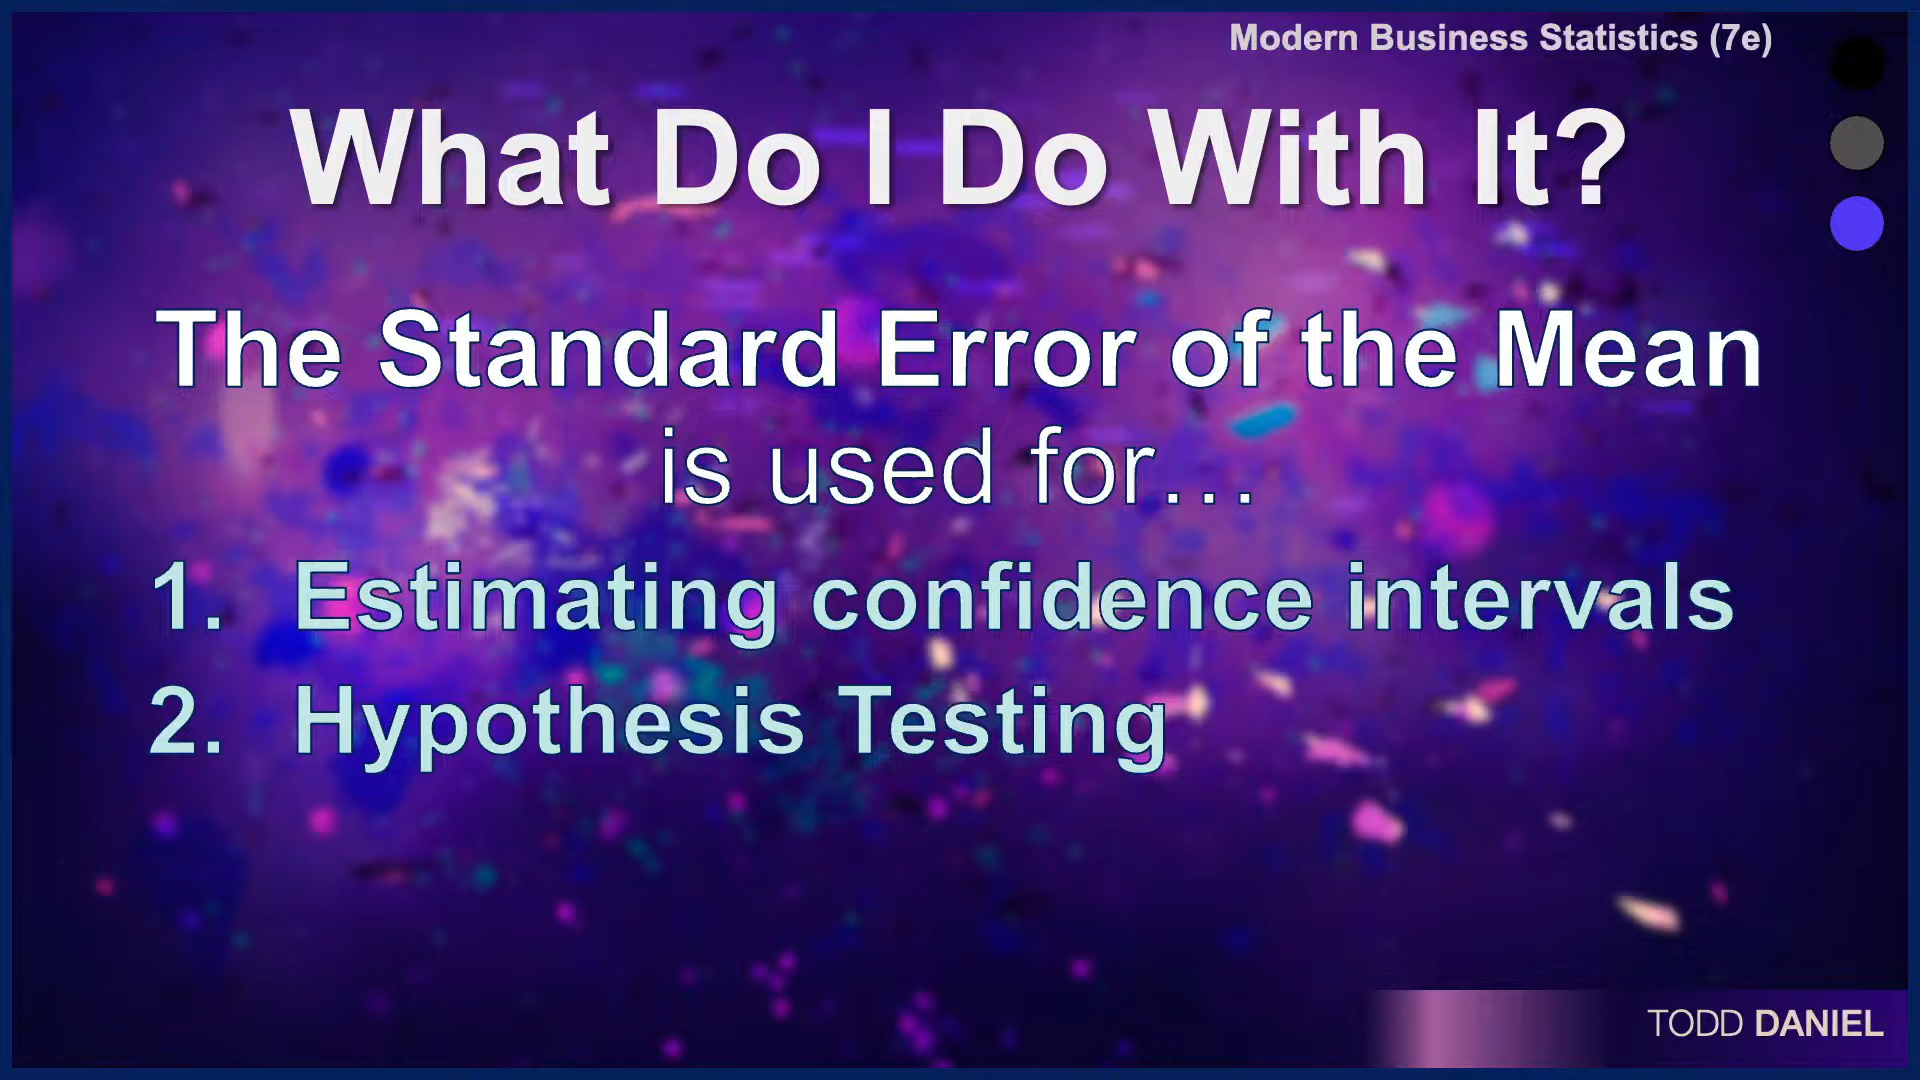 Modern Business Statistics (7e)
What Do I Do With It?
The Standard Error of the Mean
is used for…
1. Estimating confidence intervals
2. Hypothesis Testing
TODD DANIEL